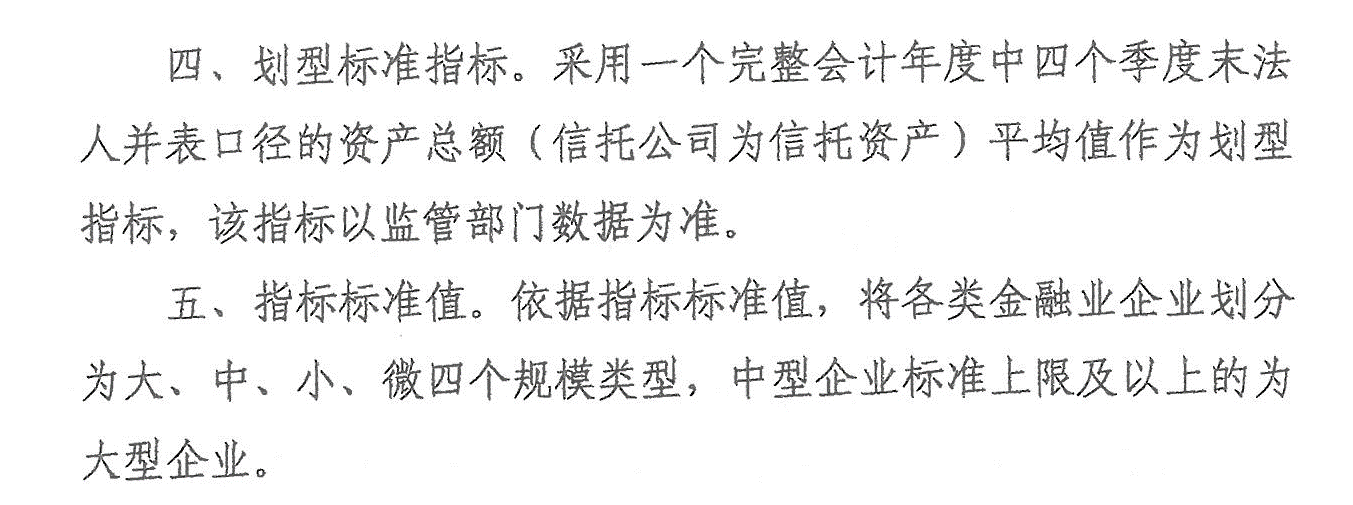 四、划型标准指标。采用一个完整会计年度中四个季度末法
人并表口径的资产总额（信托公司为信托资产）平均值作为划型
指标，该指标以监管部门数据为准。
五、指标标准值。依据指标标准值，将各类金融业企业划分
为大、中、小、微四个规模类型，中型企业标准上限及以上的为
大型企业。